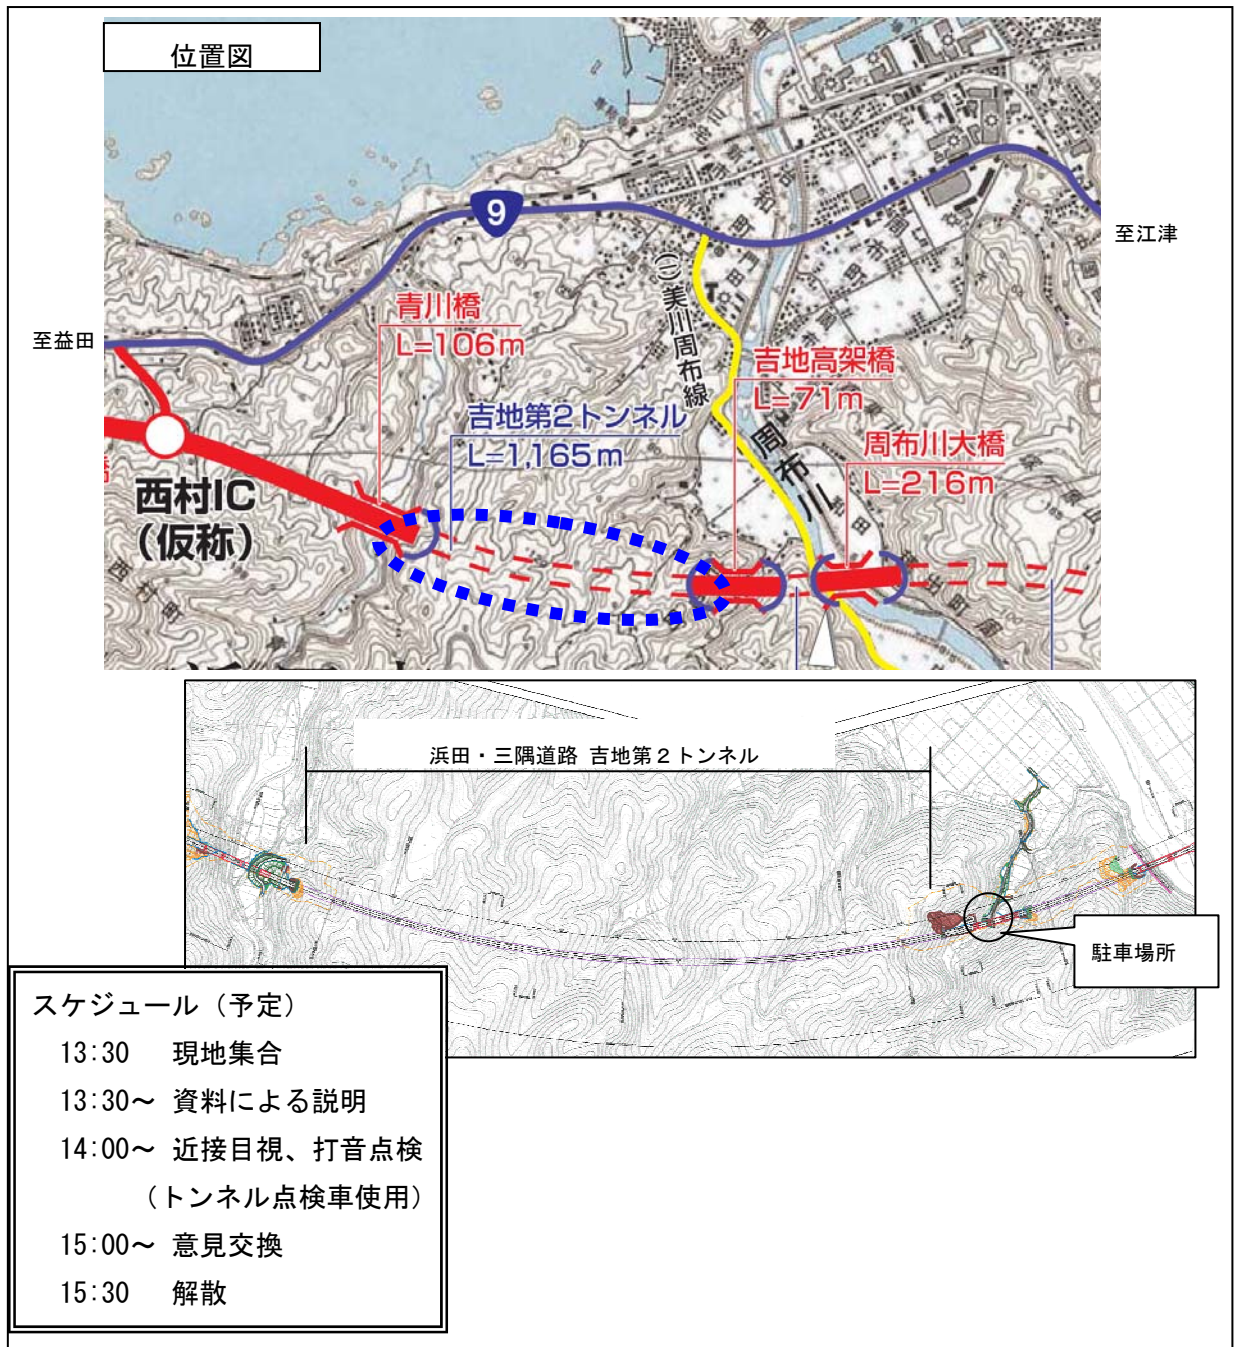 位置図
9
至江津
至益田
青川橋
L=106m
(一)美川周布線
吉地高架橋
L=71m
吉地第2トンネル
L=1,165m
周布川
周布川大橋
L=216m
西村IC
(仮称)
西村町
浜田・三隅道路 吉地第2トンネル
駐車場所
スケジュール（予定）
13:30 現地集合
13:30～ 資料による説明
14:00～ 近接目視、打音点検
（トンネル点検車使用）
15:00～ 意見交換
15:30 解散